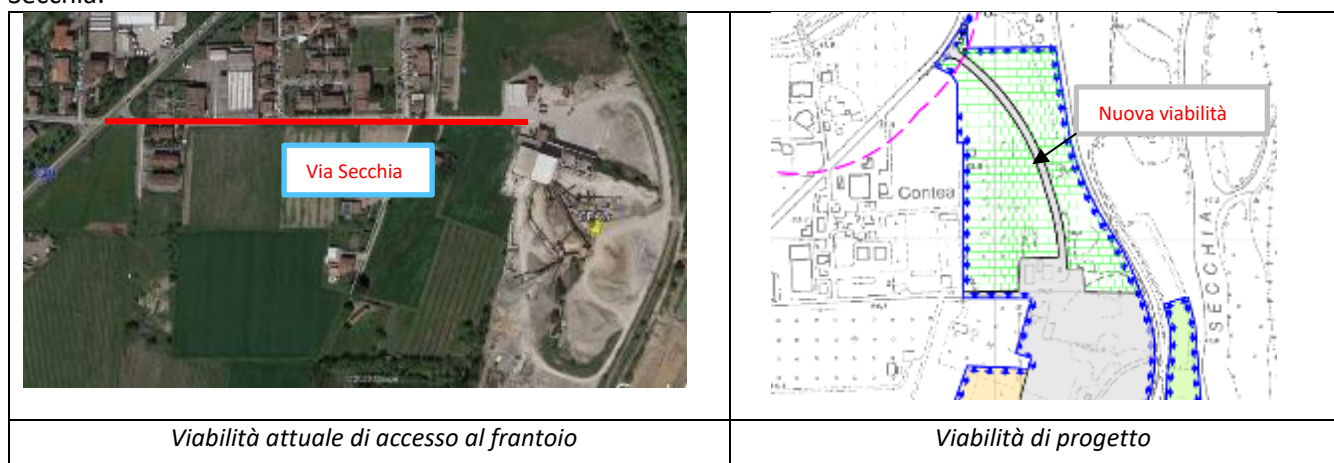 Secchia.
Via Secchia
Nuova viabilità
Contea
SECCHIA
Viabilità attuale di accesso al frantoio
Viabilità di progetto